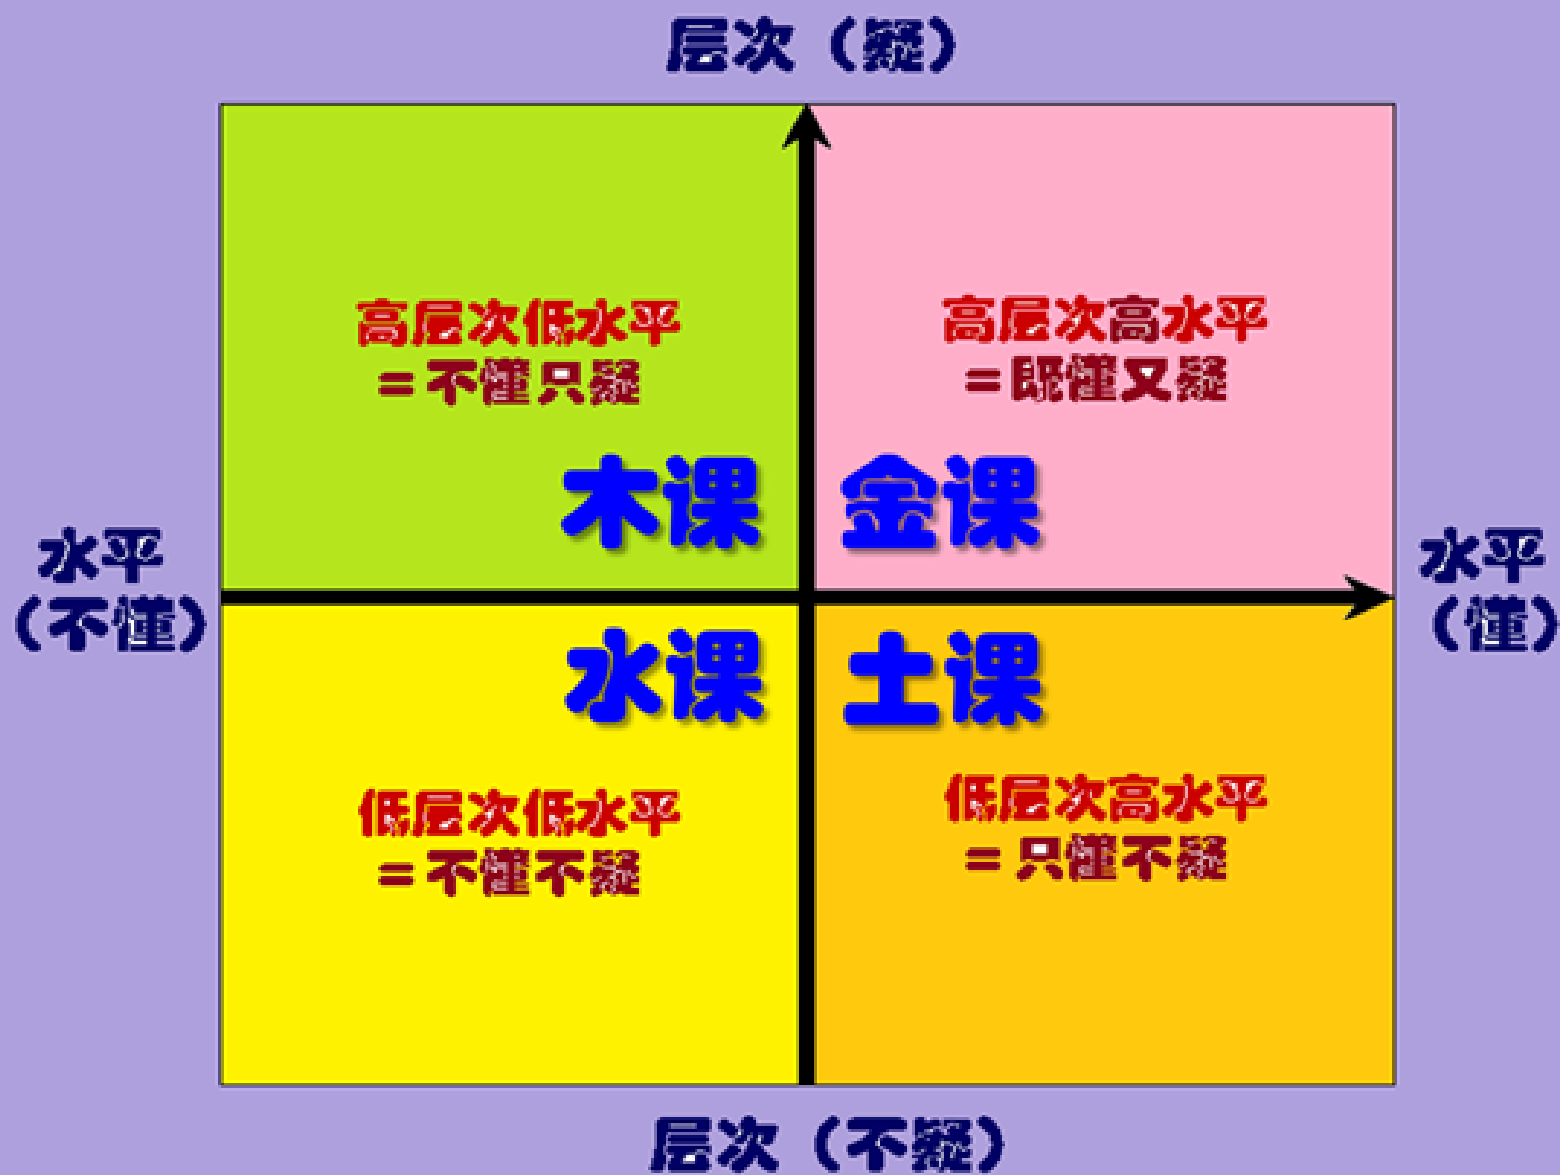 层次（疑）
高层次低水平
=不懂只疑
高层次高水平
=既懂又疑
木课
金课
水平
（不懂）
水平
（懂）
水课
土课
低层次低水平
=不懂不疑
低层次高水平
=只懂不疑
层次（不疑）